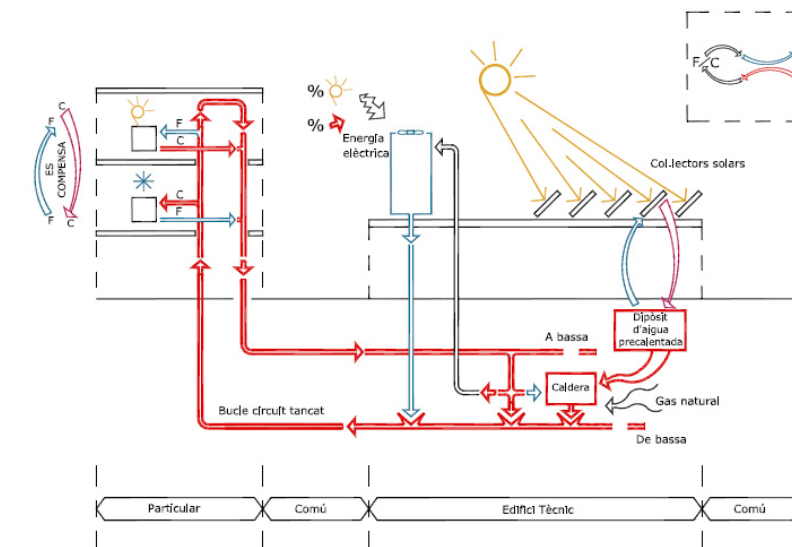 F C
%
%
Energia
elèctrica
Col.lectors solars
C
F
ES
COMPENSA
F
C
F
C
C
F
Dipòsit
d'aigua
precalentada
A bassa
Caldera
Gas natural
Bucle circuit tancat
De bassa
Particular
Comú
Edifici Tècnic
Comú